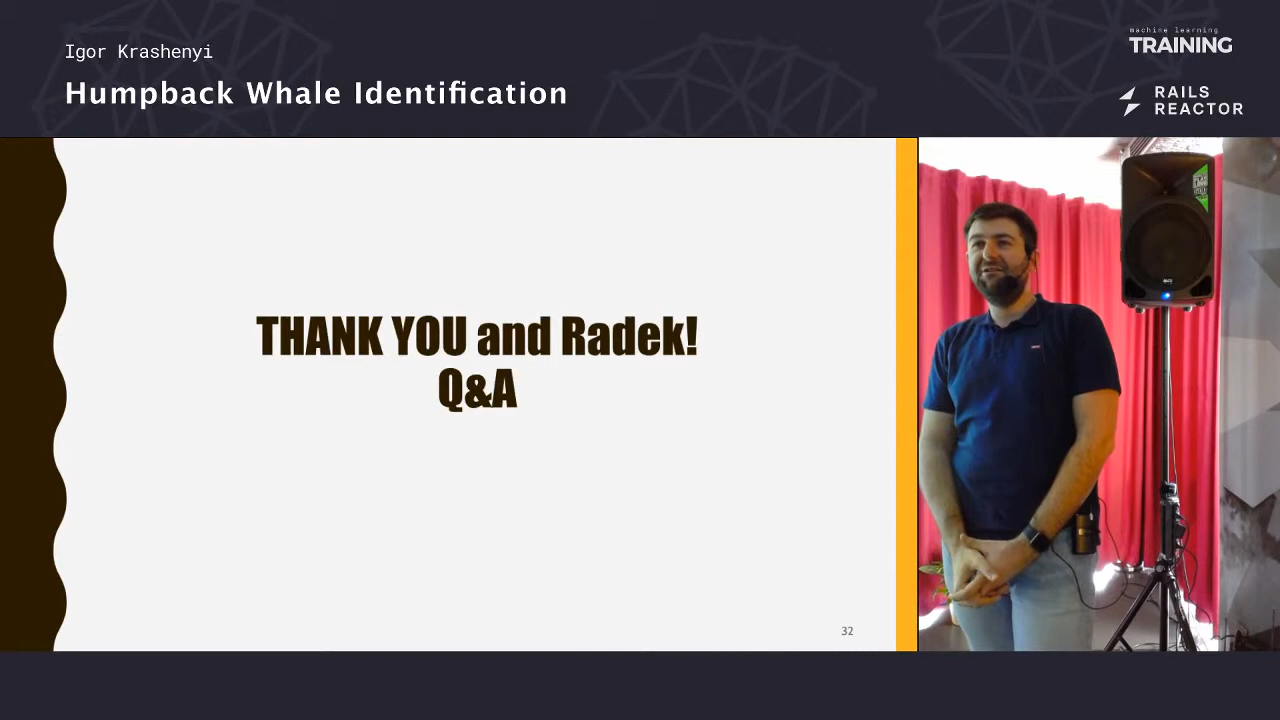 Igor Krashenyi
Humpback Whale Identification
machine learning
TRAINING
RAILS
REACTOR
THANK YOU and Radek!
Q&A
32